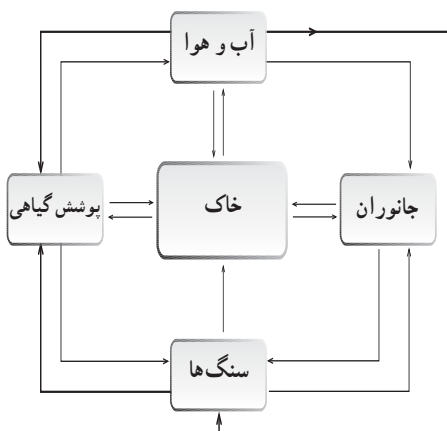 آب و هوا
پوشش گیاهی
خاک
جانوران
سنگ‌ها